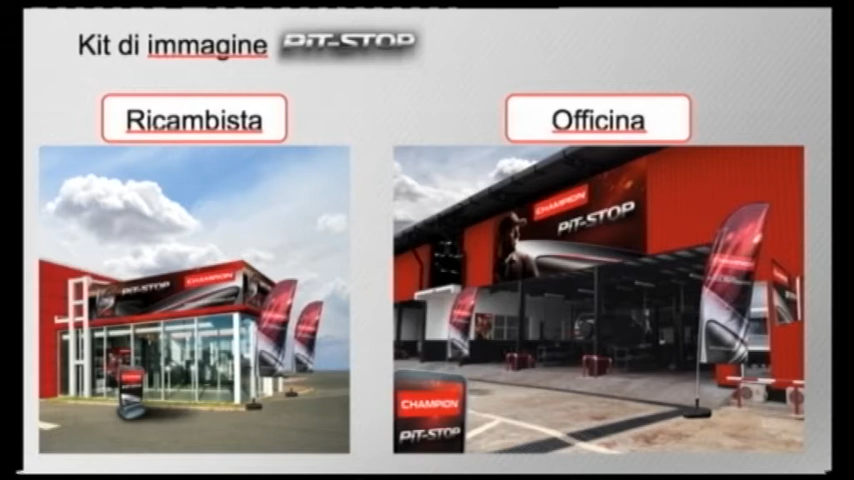 Kit di immagine PiT-STOP
Ricambista
Officina
CHAMPION
PiT-STOP
PiT-STOP
CHAMPION
CHAMPION
PiT-STOP